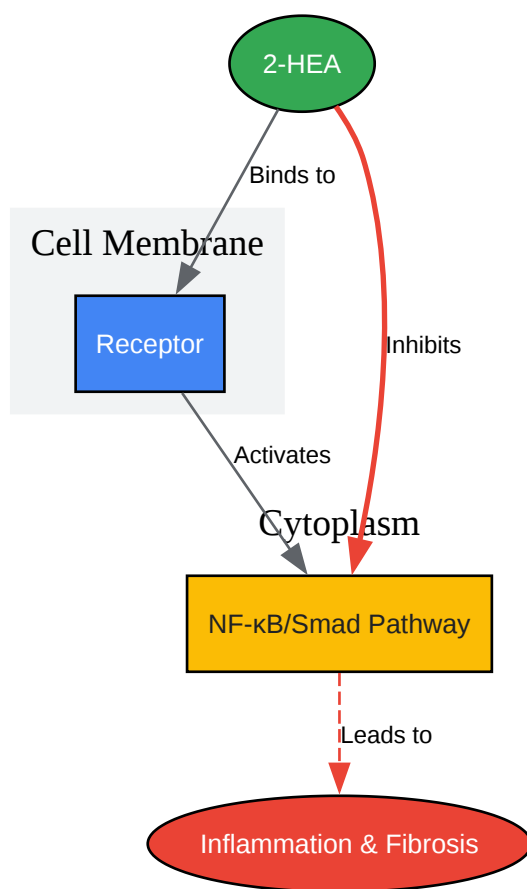 2-HEA
Binds to
Cell Membrane
Receptor
Inhibits
Activates
Cytoplasm
NF-κB/Smad Pathway
Leads to
Inflammation & Fibrosis